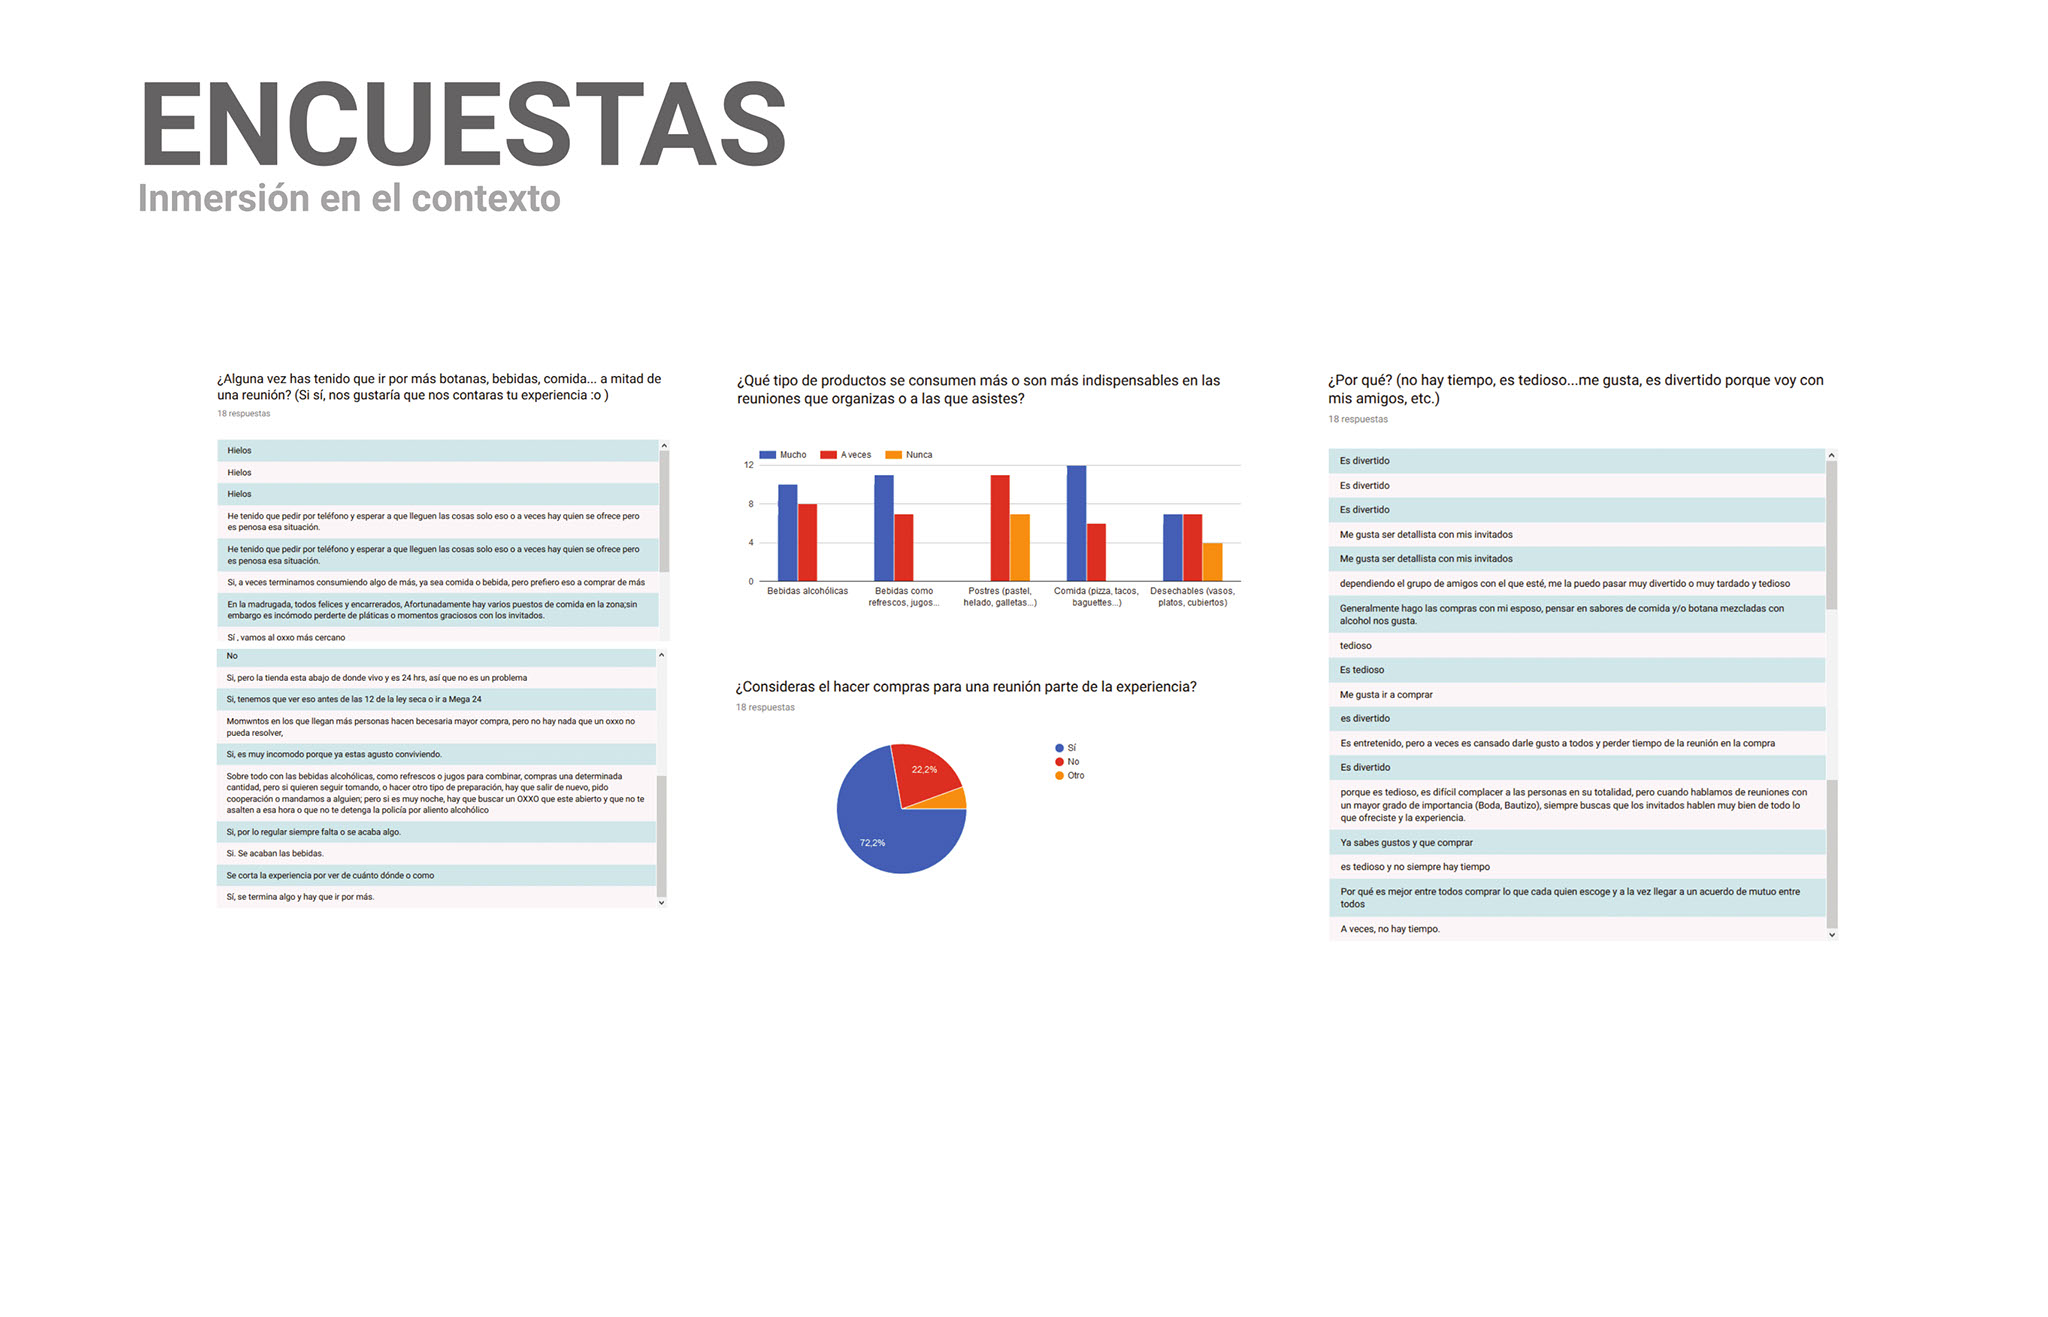 ENCUESTAS
Inmersión en el contexto
¿Alguna vez has tenido que ir por más botanas, bebidas, comida... a mitad de
una reunión? (Si sí, nos gustaría que nos contaras tu experiencia :o )
18 respuestas
Hielos
Hielos
Hielos
He tenido que pedir por teléfono y esperar a que lleguen las cosas solo eso o a veces hay quien se ofrece pero
es penosa esa situación.
He tenido que pedir por teléfono y esperar a que lleguen las cosas solo eso o a veces hay quien se ofrece pero
es penosa esa situación.
Si, a veces terminamos consumiendo algo de más, ya sea comida o bebida, pero prefiero eso a comprar de más
En la madrugada, todos felices y encarrerados, Afortunadamente hay varios puestos de comida en la zona;sin
embargo es incómodo perderte de pláticas o momentos graciosos con los invitados.
Sí , vamos al oxxo más cercano
No
Si, pero la tienda esta abajo de donde vivo y es 24 hrs, así que no es un problema
Si, tenemos que ver eso antes de las 12 de la ley seca o ir a Mega 24
Momwntos en los que llegan más personas hacen becesaria mayor compra, pero no hay nada que un oxxo no
pueda resolver,
Si, es muy incomodo porque ya estas agusto conviviendo.
Sobre todo con las bebidas alcohólicas, como refrescos o jugos para combinar, compras una determinada
cantidad, pero si quieren seguir tomando, o hacer otro tipo de preparación, hay que salir de nuevo, pido
cooperación o mandamos a alguien; pero si es muy noche, hay que buscar un OXXO que este abierto y que no te
asalten a esa hora o que no te detenga la policía por aliento alcohólico
Si, por lo regular siempre falta o se acaba algo.
Si. Se acaban las bebidas.
Se corta la experiencia por ver de cuánto dónde o como
Sí, se termina algo y hay que ir por más.
¿Qué tipo de productos se consumen más o son más indispensables en las
reuniones que organizas o a las que asistes?
Mucho A veces Nunca
12
8
4
0
Bebidas alcohólicas
Bebidas como
refrescos, jugos...
Postres (pastel,
helado, galletas...)
Comida (pizza, tacos,
baguettes...)
Desechables (vasos,
platos, cubiertos)
¿Consideras el hacer compras para una reunión parte de la experiencia?
18 respuestas
22,2%
72,2%
Sí
No
Otro
¿Por qué? (no hay tiempo, es tedioso...me gusta, es divertido porque voy con
mis amigos, etc.)
18 respuestas
Es divertido
Es divertido
Es divertido
Me gusta ser detallista con mis invitados
Me gusta ser detallista con mis invitados
dependiendo el grupo de amigos con el que esté, me la puedo pasar muy divertido o muy tardado y tedioso
Generalmente hago las compras con mi esposo, pensar en sabores de comida y/o botana mezcladas con
alcohol nos gusta.
tedioso
Es tedioso
Me gusta ir a comprar
es divertido
Es entretenido, pero a veces es cansado darle gusto a todos y perder tiempo de la reunión en la compra
Es divertido
porque es tedioso, es difícil complacer a las personas en su totalidad, pero cuando hablamos de reuniones con
un mayor grado de importancia (Boda, Bautizo), siempre buscas que los invitados hablen muy bien de todo lo
que ofreciste y la experiencia.
Ya sabes gustos y que comprar
es tedioso y no siempre hay tiempo
Por qué es mejor entre todos comprar lo que cada quien escoge y a la vez llegar a un acuerdo de mutuo entre
todos
A veces, no hay tiempo.